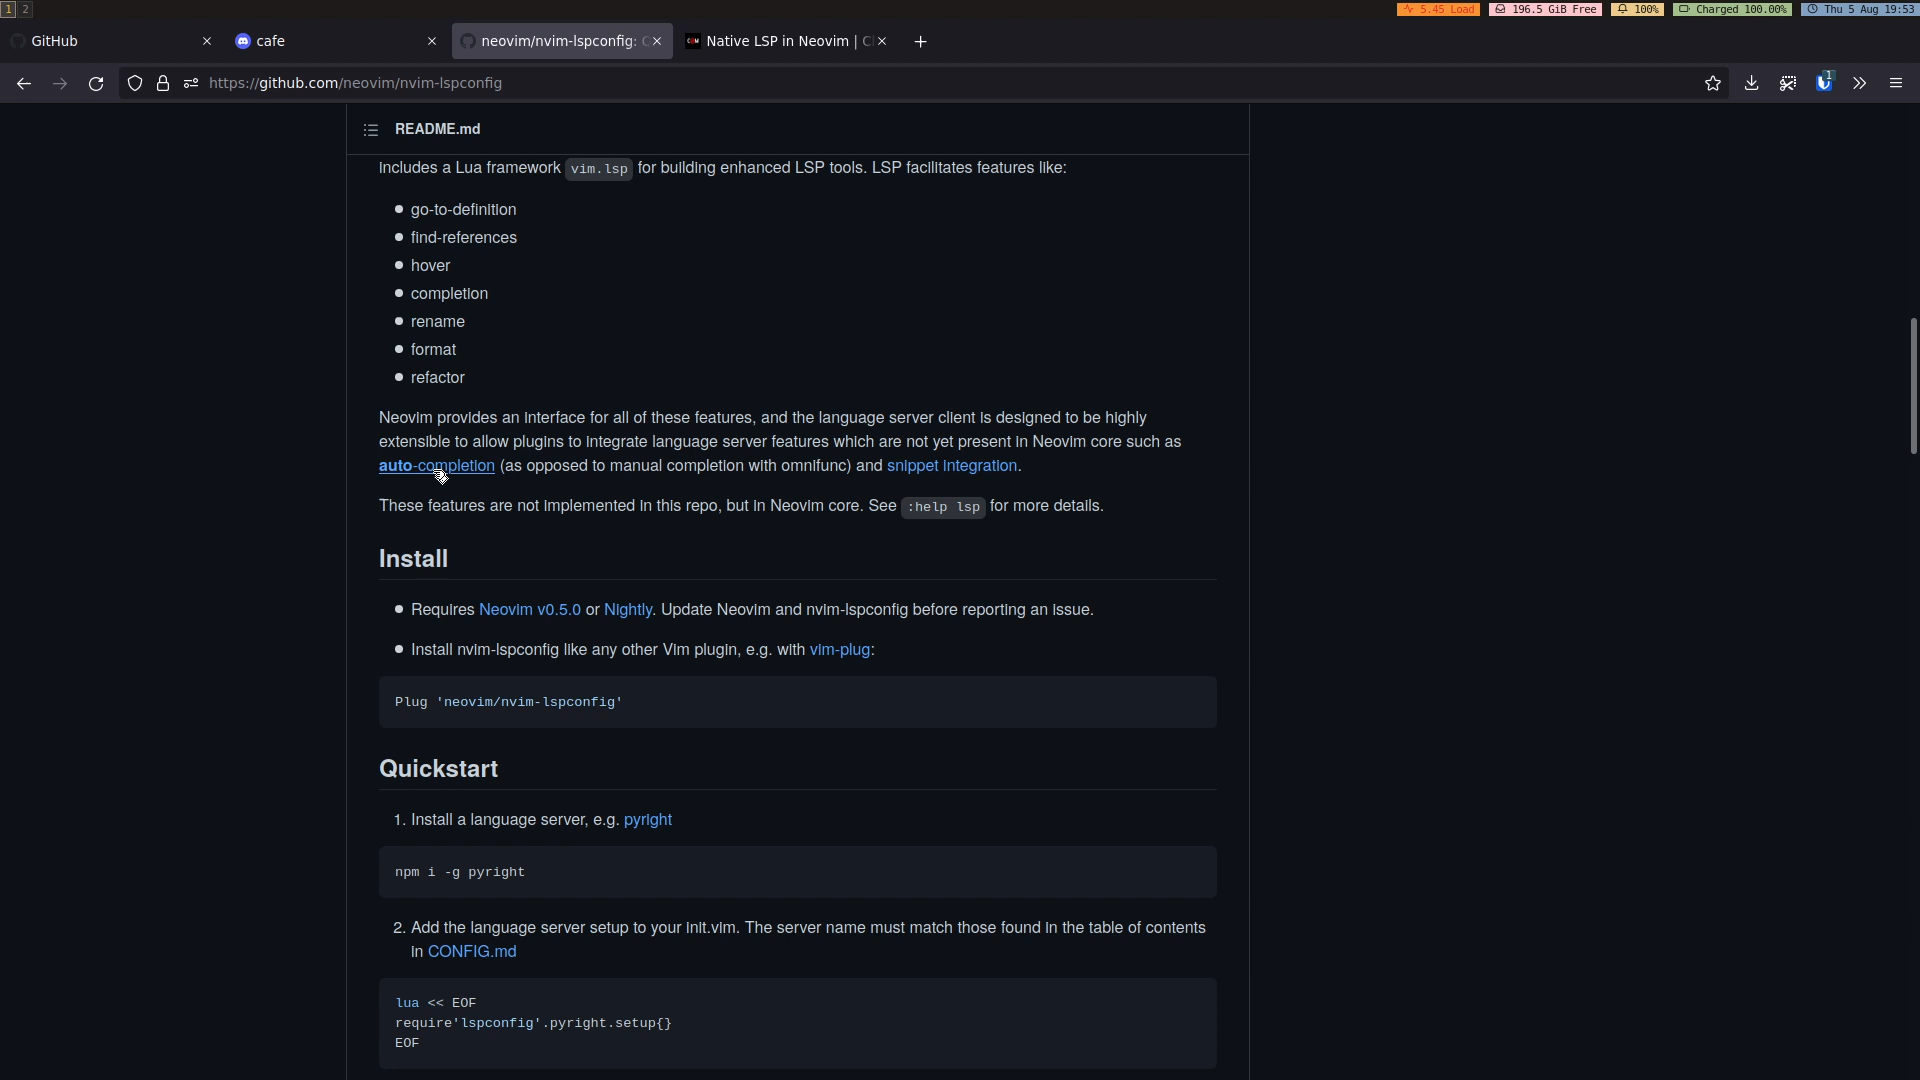 1 2 5.45 Load 196.5 GiB Free 100% Charged 100.00% Thu 5 Aug 19:53
GitHub cafe neovim/nvim-lspconfig: Native LSP in Neovim |
https://github.com/neovim/nvim-lspconfig 1
README.md
includes a Lua framework vim.lsp for building enhanced LSP tools. LSP facilitates features like:
go-to-definition
find-references
hover
completion
rename
format
refactor
Neovim provides an interface for all of these features, and the language server client is designed to be highly
extensible to allow plugins to integrate language server features which are not yet present in Neovim core such as
auto-completion (as opposed to manual completion with omnifunc) and snippet integration.
These features are not implemented in this repo, but in Neovim core. See :help lsp for more details.
Install
Requires Neovim v0.5.0 or Nightly. Update Neovim and nvim-lspconfig before reporting an issue.
Install nvim-lspconfig like any other Vim plugin, e.g. with vim-plug:
Plug 'neovim/nvim-lspconfig'
Quickstart
1. Install a language server, e.g. pyright
npm i -g pyright
2. Add the language server setup to your init.vim. The server name must match those found in the table of contents
in CONFIG.md
lua << EOF
require'lspconfig'.pyright.setup{}
EOF